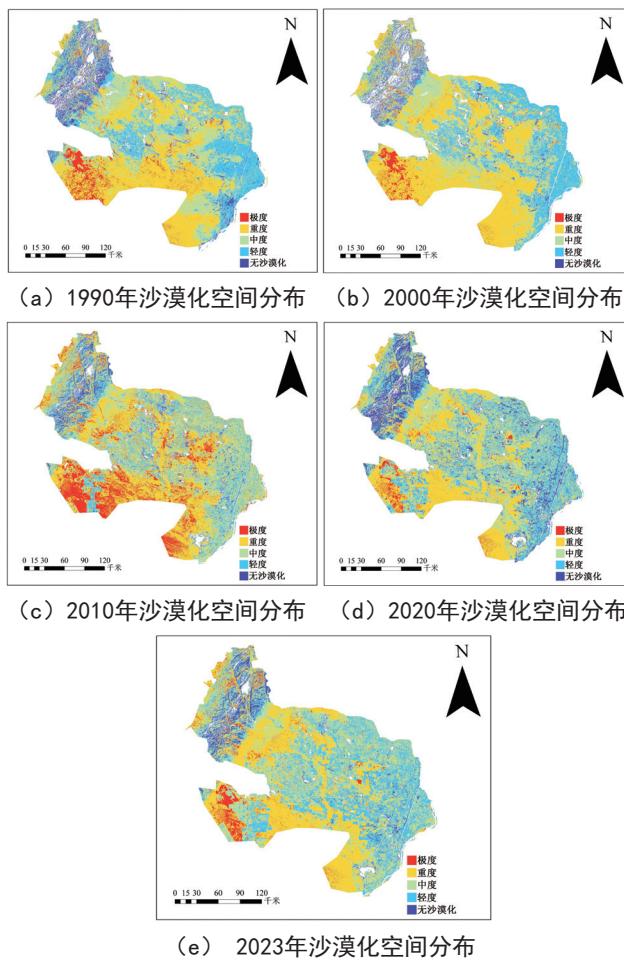 N
N
极度
重度
中度
轻度
无沙漠化
0 15 30 60 90 120
千米
极度
重度
中度
轻度
无沙漠化
0 15 30 60 90 120
千米
(a) 1990年沙漠化空间分布
(b) 2000年沙漠化空间分布
N
N
极度
重度
中度
轻度
无沙漠化
0 15 30 60 90 120
千米
极度
重度
中度
轻度
无沙漠化
0 15 30 60 90 120
千米
(c) 2010年沙漠化空间分布
(d) 2020年沙漠化空间分布
N
极度
重度
中度
轻度
无沙漠化
0 15 30 60 90 120
千米
(e) 2023年沙漠化空间分布